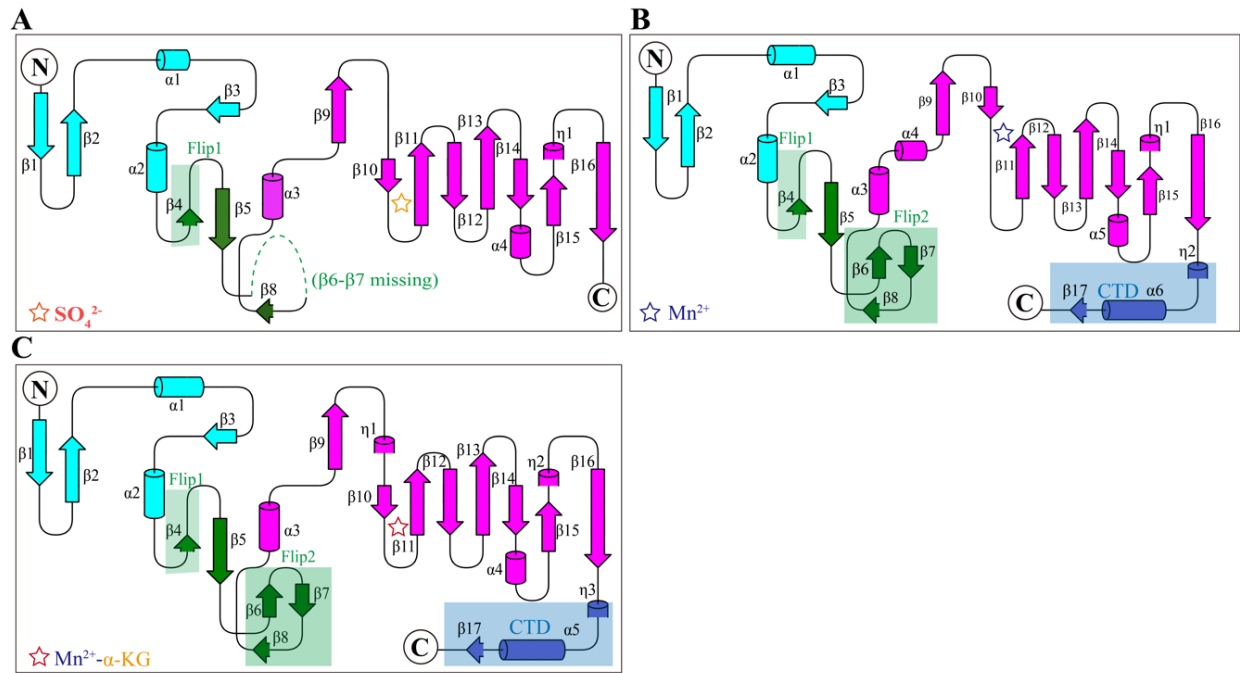 A
N
β1
β2
α1
β3
α2
Flip1
β4
β5
α3
β8
(β6-β7 missing)
β9
β10
β11
β12
β13
β14
α4
η1
β15
β16
C
SO₄²⁻
B
N
β1
β2
α1
β3
α2
Flip1
β4
β5
α3
α4
Flip2
β6
β7
β8
β9
β10
β11
β12
β13
β14
α5
η1
β15
β16
η2
β17
CTD
α6
C
Mn²⁺
C
N
β1
β2
α1
β3
α2
Flip1
β4
β5
α3
Flip2
β6
β7
β8
β9
η1
β10
β11
β12
β13
β14
α4
η2
β15
β16
η3
β17
CTD
α5
C
Mn²⁺-α-KG